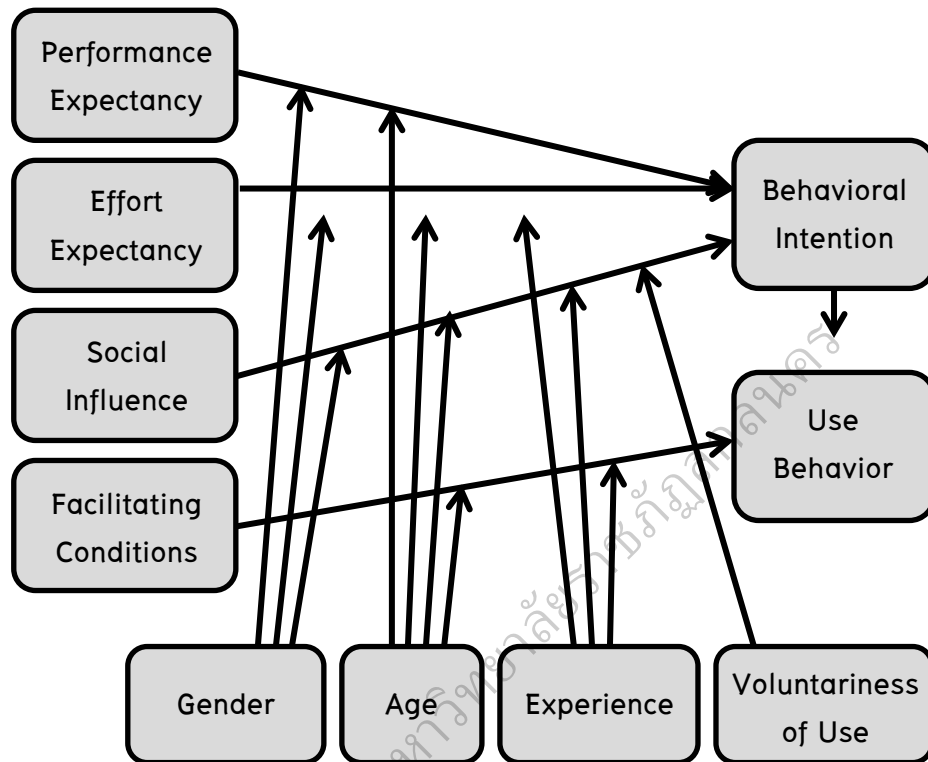 Performance
Expectancy
Effort
Expectancy
Social
Influence
Facilitating
Conditions
Behavioral
Intention
Use
Behavior
Gender
Age
Experience
Voluntariness
of Use